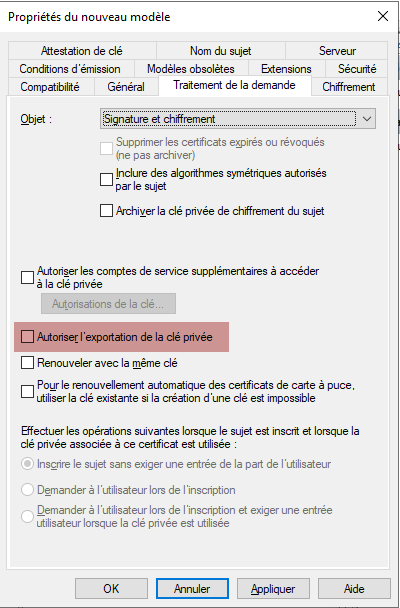 Propriétés du nouveau modèle
Attestation de clé
Nom du sujet
Serveur
Conditions d'émission
Modèles obsolètes
Extensions
Sécurité
Compatibilité
Général
Traitement de la demande
Chiffrement
Objet :
Signature et chiffrement
Supprimer les certificats expirés ou révoqués
(ne pas archiver)
Inclure des algorithmes symétriques autorisés
par le sujet
Archiver la clé privée de chiffrement du sujet
Autoriser les comptes de service supplémentaires à accéder
à la clé privée
Autorisations de la clé...
Autoriser l'exportation de la clé privée
Renouveler avec la même clé
Pour le renouvellement automatique des certificats de carte à puce,
utiliser la clé existante si la création d'une clé est impossible
Effectuer les opérations suivantes lorsque le sujet est inscrit et lorsque la
clé privée associée à ce certificat est utilisée :
Inscrire le sujet sans exiger une entrée de la part de l'utilisateur
Demander à l'utilisateur lors de l'inscription
Demander à l'utilisateur lors de l'inscription et exiger une entrée
utilisateur lorsque la clé privée est utilisée
OK
Annuler
Appliquer
Aide